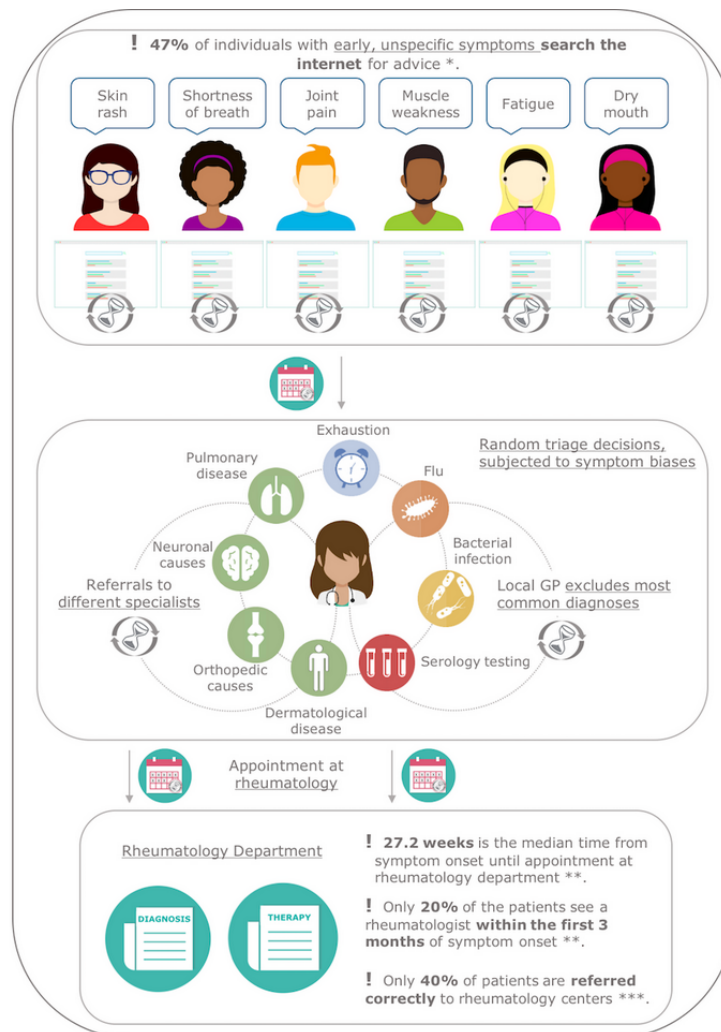 ! 47% of individuals with early, unspecific symptoms search the
internet for advice *.
Skin
rash
Shortness
of breath
Joint
pain
Muscle
weakness
Fatigue
Dry
mouth
Exhaustion
Random triage decisions,
subjected to symptom biases
Pulmonary
disease
Flu
Neuronal
causes
Bacterial
infection
Referrals to
different specialists
Local GP excludes most
common diagnoses
Orthopedic
causes
Serology testing
Dermatological
disease
Appointment at
rheumatology
Rheumatology Department
DIAGNOSIS
THERAPY
! 27.2 weeks is the median time from
symptom onset until appointment at
rheumatology department **.
! Only 20% of the patients see a
rheumatologist within the first 3
months of symptom onset **.
! Only 40% of patients are referred
correctly to rheumatology centers ***.